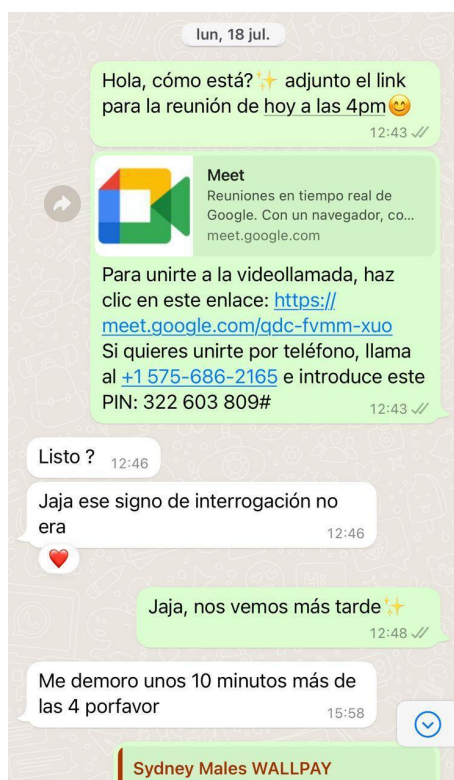 lun, 18 jul.
Hola, cómo está?✨ adjunto el link
para la reunión de hoy a las 4pm😊
12:43
Meet
Reuniones en tiempo real de
Google. Con un navegador, co...
meet.google.com
Para unirte a la videollamada, haz
clic en este enlace: https://
meet.google.com/qdc-fvmm-xuo
Si quieres unirte por teléfono, llama
al +1 575-686-2165 e introduce este
PIN: 322 603 809#
12:43
Listo ?
12:46
Jaja ese signo de interrogación no
era
12:46
❤️
Jaja, nos vemos más tarde✨
12:48
Me demoro unos 10 minutos más de
las 4 porfavor
15:58
Sydney Males WALLPAY